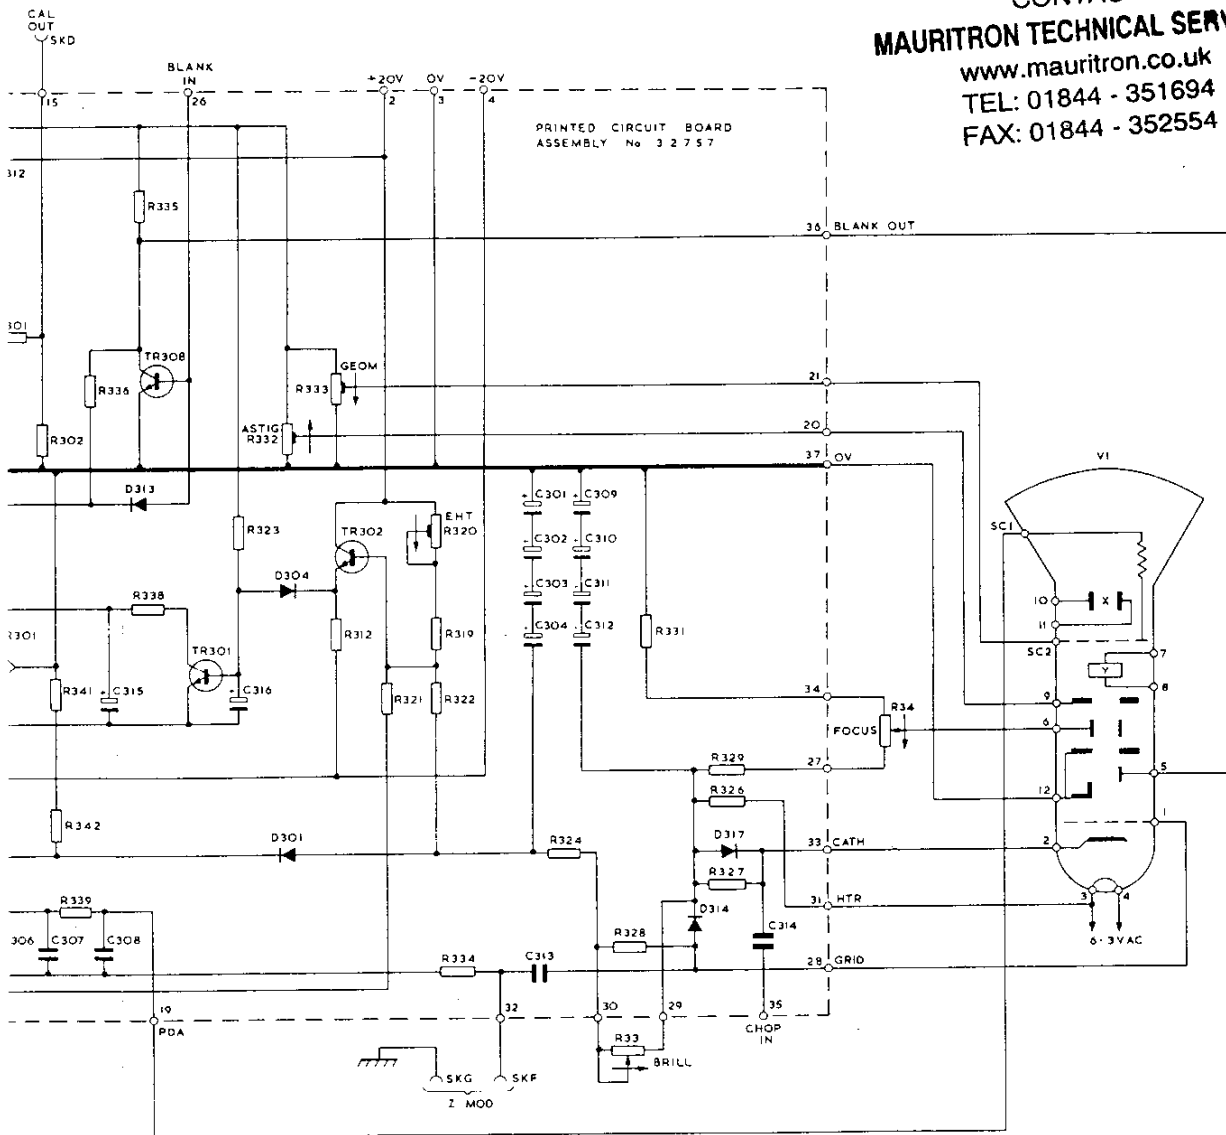 CAL
OUT
SKD
MAURITRON TECHNICAL SERV
www.mauritron.co.uk
TEL: 01844 - 351694
FAX: 01844 - 352554
BLANK
IN
+20V
0V
-20V
15
26
2
3
4
PRINTED CIRCUIT BOARD
ASSEMBLY No 32757
312
R335
36
BLANK OUT
301
TR308
GEOM
R336
R333
21
ASTIG
R332
R302
20
37
OV
V1
D313
C301
C309
EHT
R320
R323
TR302
SC1
C302
C310
D304
C303
C311
R338
10
X
C304
C312
11
R301
R312
R319
R331
TR301
SC2
7
Y
R341
C315
C316
R321
R322
34
8
9
R34
FOCUS
6
R329
27
5
R326
12
1
R342
D301
R324
D317
33
CATH
2
R327
3
4
R339
D314
31
HTR
306
C307
C308
R328
C314
6·3VAC
R334
C313
28
GRID
19
PDA
32
30
29
35
CHOP
IN
R33
BRILL
SKG
SKF
Z MOD